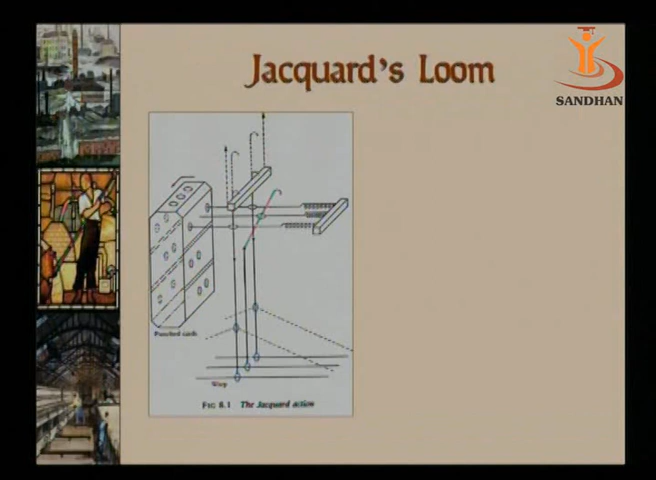 Jacquard's Loom
SANDHAN
Punched cards
Warp
FIG 8.1 The Jacquard action